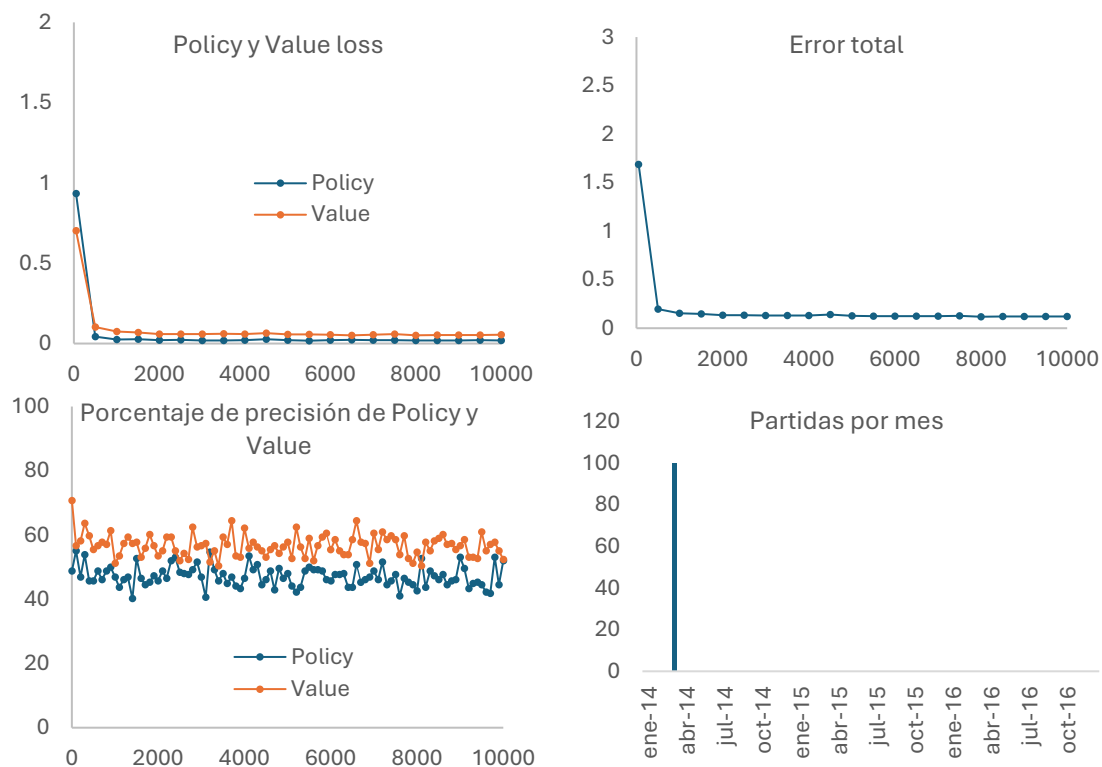 Policy y Value loss
2
1.5
1
0.5
0
0 2000 4000 6000 8000 10000
Policy
Value
Error total
3
2.5
2
1.5
1
0.5
0
0 2000 4000 6000 8000 10000
Porcentaje de precisión de Policy y
Value
100
80
60
40
20
0
0 2000 4000 6000 8000 10000
Policy
Value
Partidas por mes
120
100
80
60
40
20
0
ene-14
abr-14
jul-14
oct-14
ene-15
abr-15
jul-15
oct-15
ene-16
abr-16
jul-16
oct-16